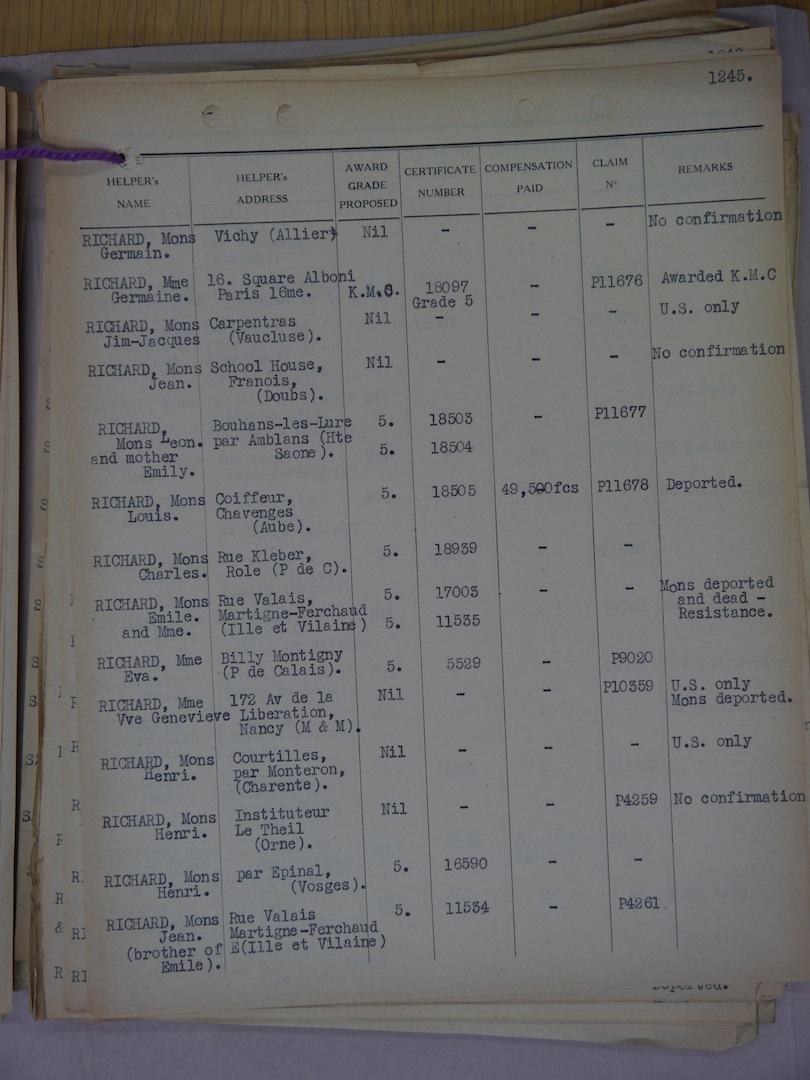 1245.
HELPER's NAME | HELPER's ADDRESS | AWARD GRADE PROPOSED | CERTIFICATE NUMBER | COMPENSATION PAID | CLAIM N° | REMARKS
RICHARD, Mons Vichy (Allier) Nil - - - No confirmation
Germain.
RICHARD, Mme 16. Square Alboni K.M.C. 18097 - P11676 Awarded K.M.C
Germaine. Paris 16me. Grade 5
RICHARD, Mons Carpentras Nil - - - U.S. only
Jim-Jacques (Vaucluse).
RICHARD, Mons School House, Nil - - - No confirmation
Jean. Franois,
(Doubs).
RICHARD, Bouhans-les-Lure 5. 18503 - P11677
Mons Leon. par Amblans (Hte 5. 18504
and mother Saone).
Emily.
RICHARD, Mons Coiffeur, 5. 18505 49,500fcs P11678 Deported.
Louis. Chavenges
(Aube).
RICHARD, Mons Rue Kleber, 5. 18939 - -
Charles. Role (P de C).
RICHARD, Mons Rue Valais, 5. 17003 - - Mons deported
Emile. Martigne-Ferchaud and dead -
and Mme. (Ille et Vilaine) 5. 11535 Resistance.
RICHARD, Mme Billy Montigny 5. 5529 - P9020
Eva. (P de Calais).
RICHARD, Mme 172 Av de la Nil - - P10359 U.S. only
Vve Genevieve Liberation, Mons deported.
Nancy (M & M).
RICHARD, Mons Courtilles, Nil - - - U.S. only
Henri. par Monteron,
(Charente).
RICHARD, Mons Instituteur Nil - - P4259 No confirmation
Henri. Le Theil
(Orne).
RICHARD, Mons par Epinal, 5. 16590 - -
Henri. (Vosges).
RICHARD, Mons Rue Valais 5. 11534 - P4261.
Jean. Martigne-Ferchaud
(brother of E(Ille et Vilaine)
Emile).